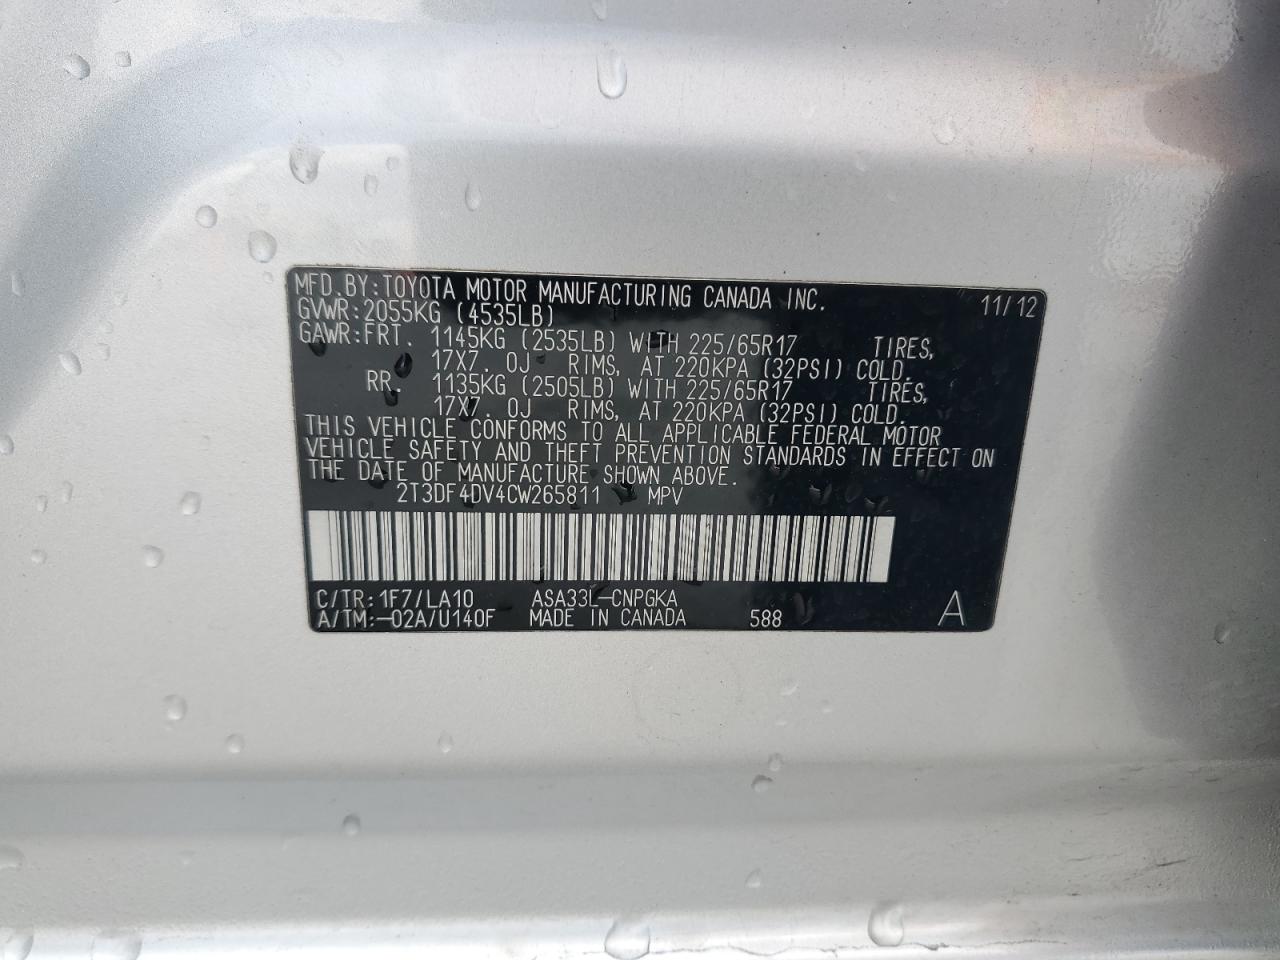 MFD.BY:TOYOTA MOTOR MANUFACTURING CANADA INC. 11/12
GVWR:2055KG (4535LB)
GAWR:FRT. 1145KG (2535LB) WITH 225/65R17 TIRES,
17X7.0J RIMS, AT 220KPA (32PSI) COLD.
RR. 1135KG (2505LB) WITH 225/65R17 TIRES,
17X7.0J RIMS, AT 220KPA (32PSI) COLD.
THIS VEHICLE CONFORMS TO ALL APPLICABLE FEDERAL MOTOR
VEHICLE SAFETY AND THEFT PREVENTION STANDARDS IN EFFECT ON
THE DATE OF MANUFACTURE SHOWN ABOVE.
2T3DF4DV4CW265811 MPV
C/TR:1F7/LA10 ASA33L-CNPGKA
A/TM:-02A/U140F MADE IN CANADA 588 A